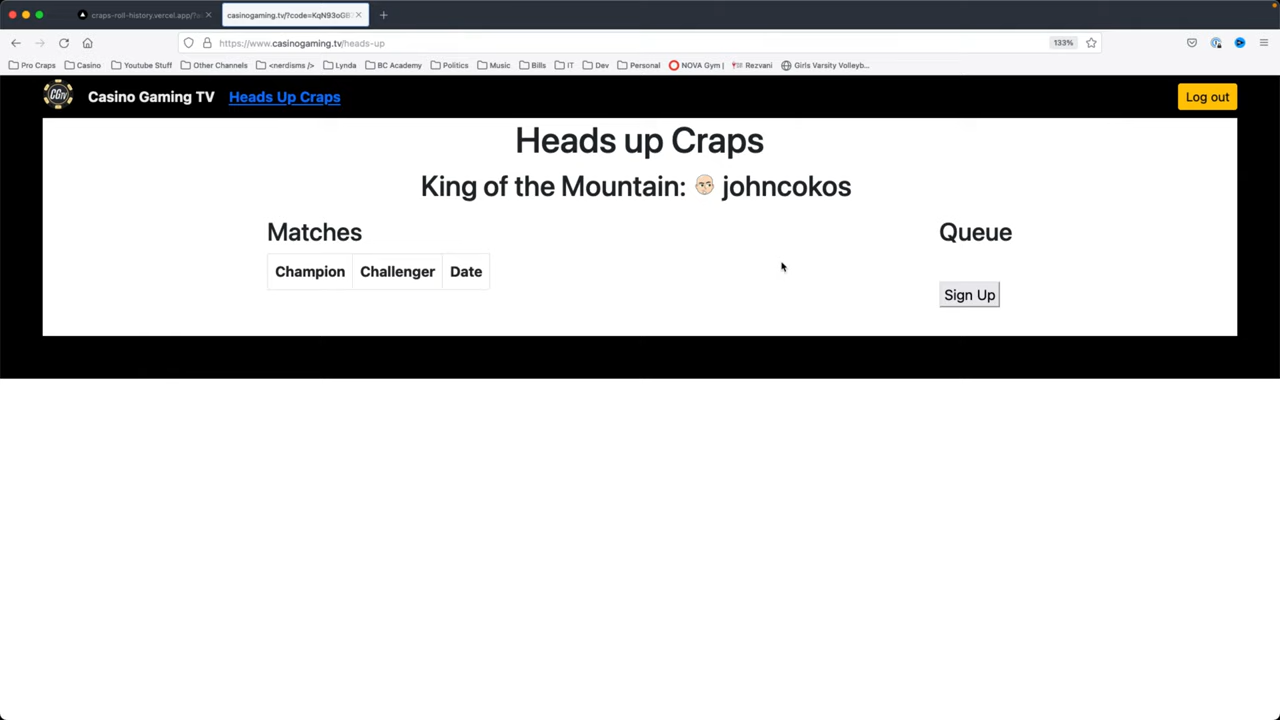 craps-roll-history.vercel.app/?
casinogaming.tv/?code=KqN93oGB
https://www.casinogaming.tv/heads-up
133%
Pro Craps Casino Youtube Stuff Other Channels <nerdisms /> Lynda BC Academy Politics Music Bills IT Dev Personal NOVA Gym | Rezvani Girls Varsity Volleyb...
CGtv Casino Gaming TV Heads Up Craps Log out
Heads up Craps
King of the Mountain: johncokos
Matches
Queue
Champion Challenger Date
Sign Up